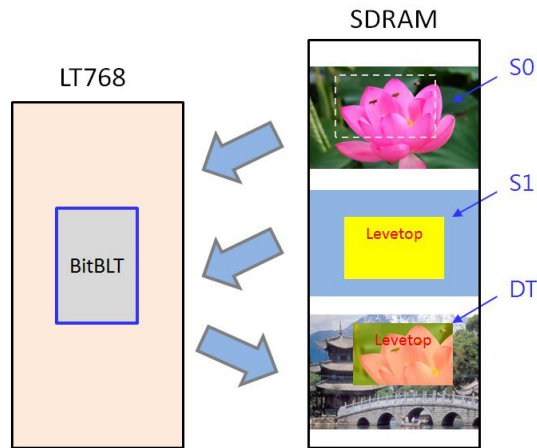 SDRAM
LT768
S0
S1
Levetop
BitBLT
DT
Levetop